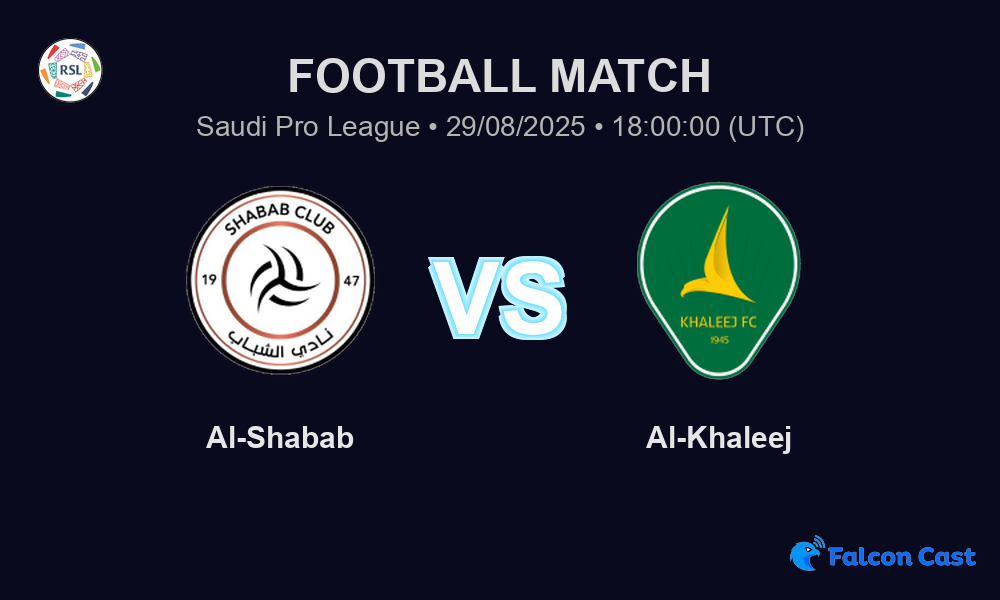 RSL
FOOTBALL MATCH
Saudi Pro League • 29/08/2025 • 18:00:00 (UTC)
SHABAB CLUB
19 47
نادي الشباب
VS
KHALEEJ FC
1945
Al-Shabab
Al-Khaleej
Falcon Cast